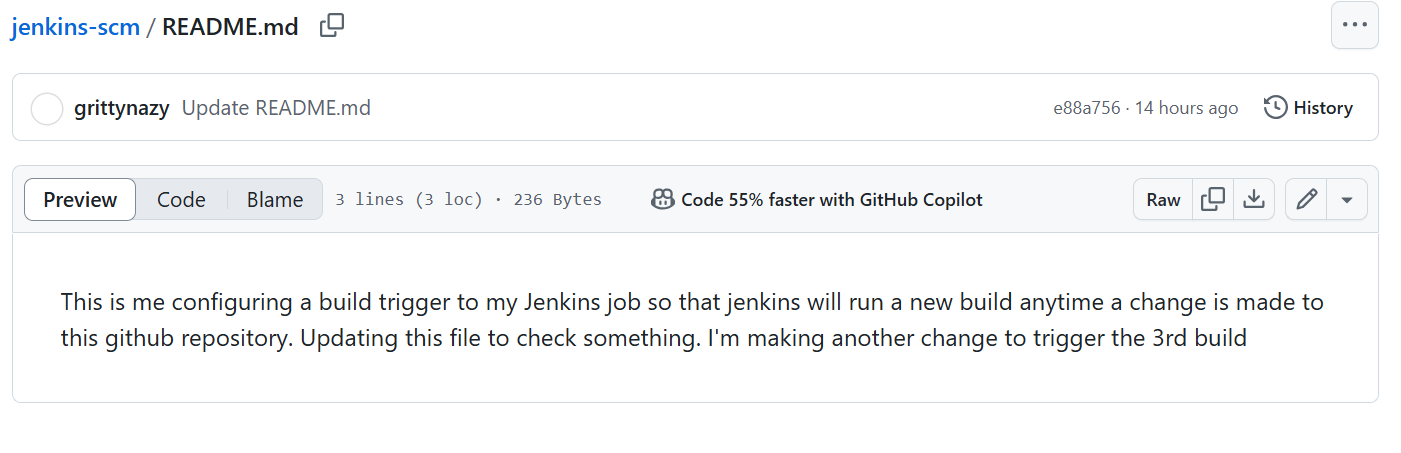 jenkins-scm / README.md
grittynazy Update README.md e88a756 · 14 hours ago History
Preview Code Blame 3 lines (3 loc) · 236 Bytes Code 55% faster with GitHub Copilot Raw
This is me configuring a build trigger to my Jenkins job so that jenkins will run a new build anytime a change is made to
this github repository. Updating this file to check something. I'm making another change to trigger the 3rd build